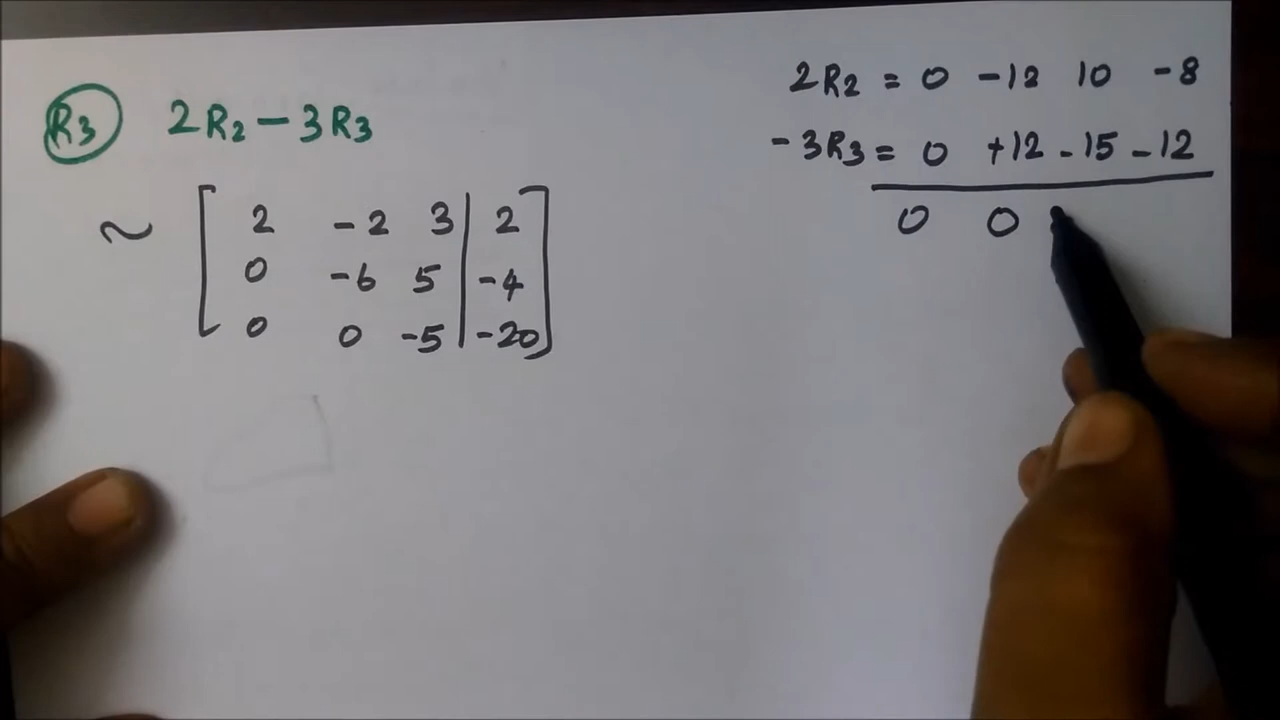 R3 2R2 - 3R3
~ [ 2 -2 3 | 2 ]
0 -6 5 | -4
0 0 -5 | -20
2R2 = 0 -12 10 -8
-3R3 = 0 +12 -15 -12
0 0